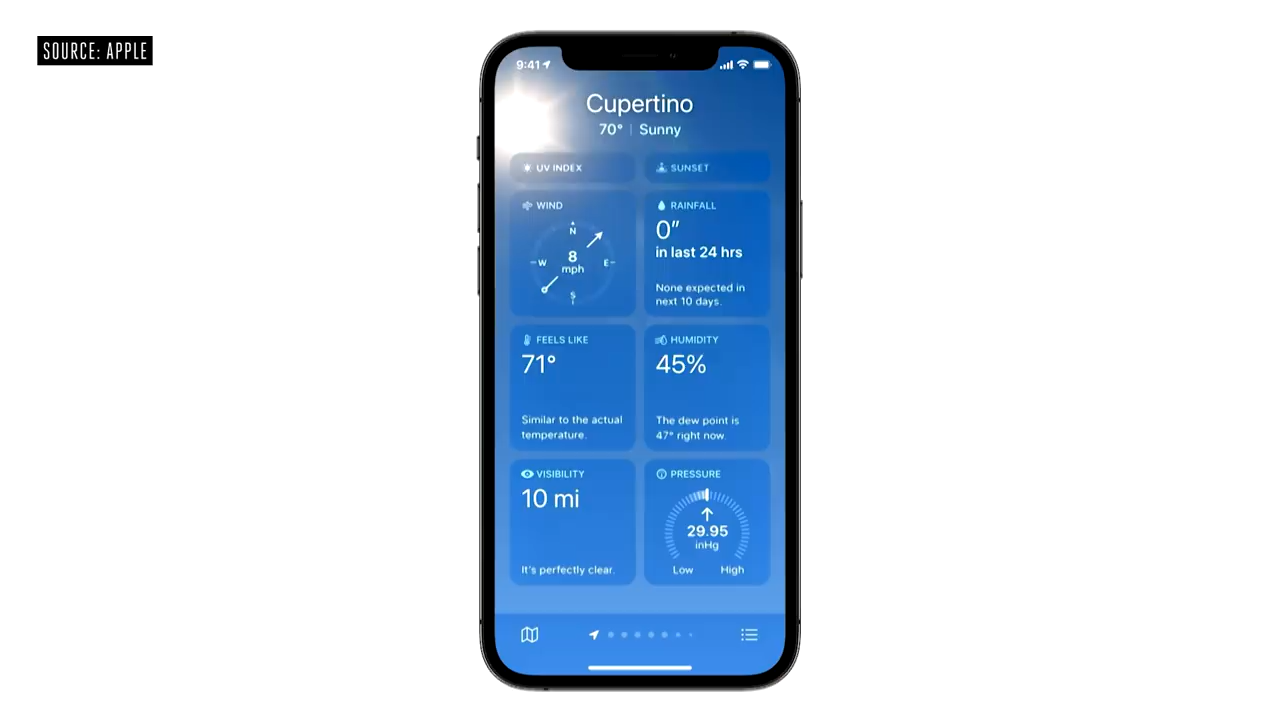 SOURCE: APPLE
9:41
Cupertino
70° | Sunny
UV INDEX
SUNSET
WIND
N
W
8
mph
E
S
RAINFALL
0″
in last 24 hrs
None expected in
next 10 days.
FEELS LIKE
71°
Similar to the actual
temperature.
HUMIDITY
45%
The dew point is
47° right now.
VISIBILITY
10 mi
It's perfectly clear.
PRESSURE
29.95
inHg
Low High